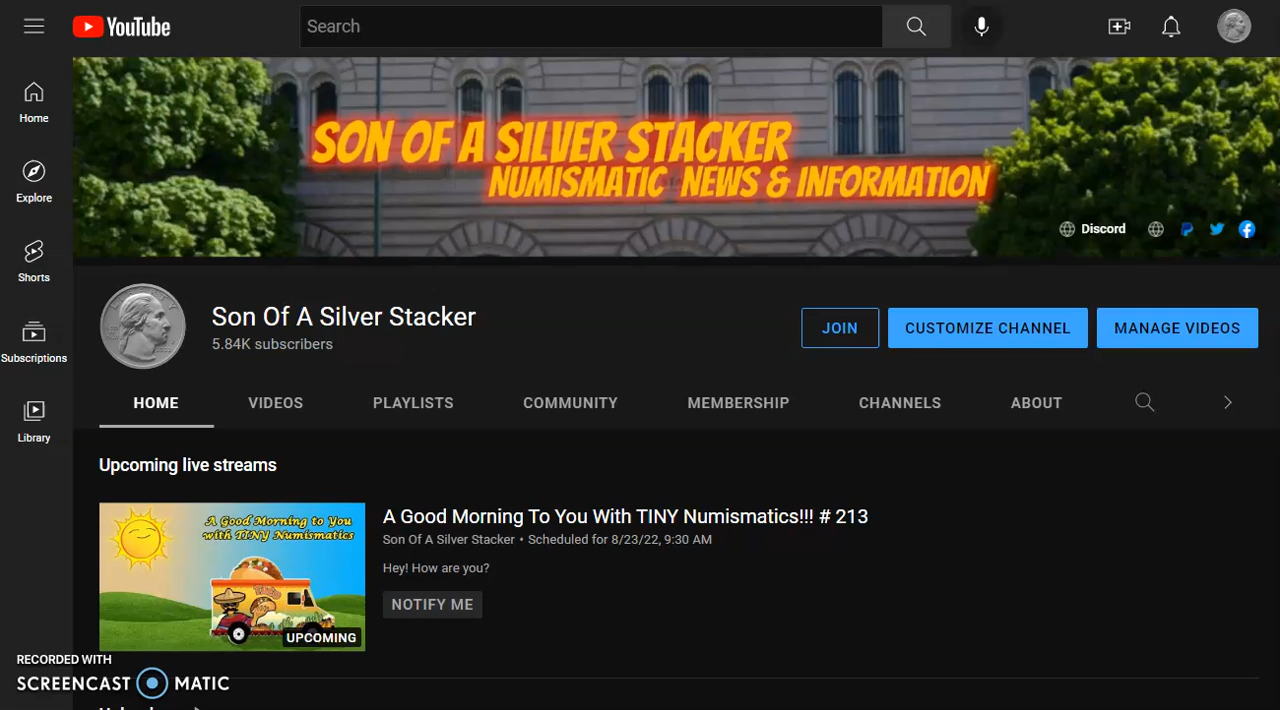 YouTube
Search
Home
Explore
Shorts
Subscriptions
Library
SON OF A SILVER STACKER
NUMISMATIC NEWS & INFORMATION
Discord
Son Of A Silver Stacker
5.84K subscribers
JOIN
CUSTOMIZE CHANNEL
MANAGE VIDEOS
HOME VIDEOS PLAYLISTS COMMUNITY MEMBERSHIP CHANNELS ABOUT
Upcoming live streams
A Good Morning to You
with TINY Numismatics
UPCOMING
A Good Morning To You With TINY Numismatics!!! # 213
Son Of A Silver Stacker • Scheduled for 8/23/22, 9:30 AM
Hey! How are you?
NOTIFY ME
RECORDED WITH
SCREENCAST MATIC